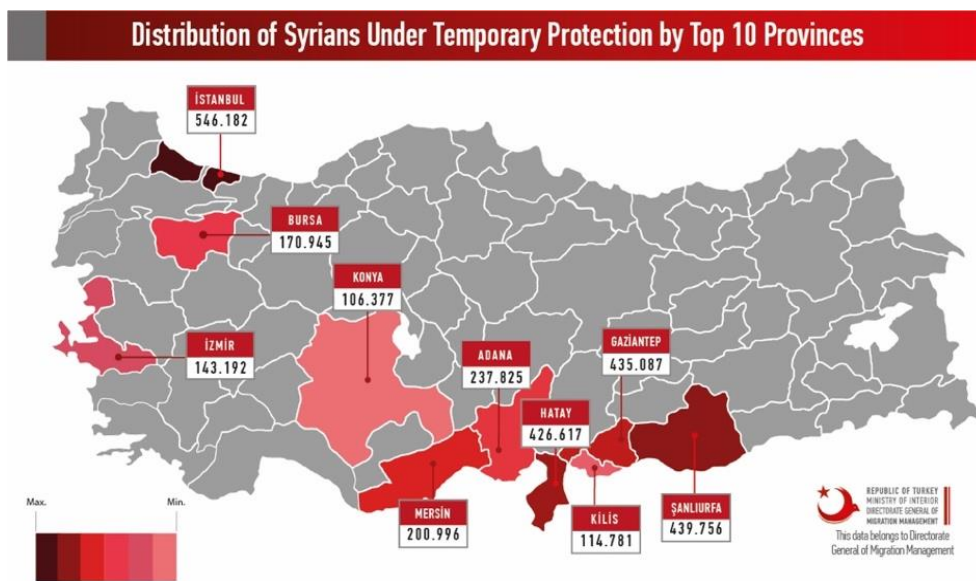 Distribution of Syrians Under Temporary Protection by Top 10 Provinces
İSTANBUL
546.182
BURSA
170.945
KONYA
106.377
İZMİR
143.192
ADANA
237.825
GAZİANTEP
435.087
HATAY
426.617
MERSİN
200.996
KİLİS
114.781
ŞANLIURFA
439.756
Max.
Min.
REPUBLIC OF TURKEY
MINISTRY OF INTERIOR
DIRECTORATE GENERAL OF
MIGRATION MANAGEMENT
This data belongs to Directorate
General of Migration Management